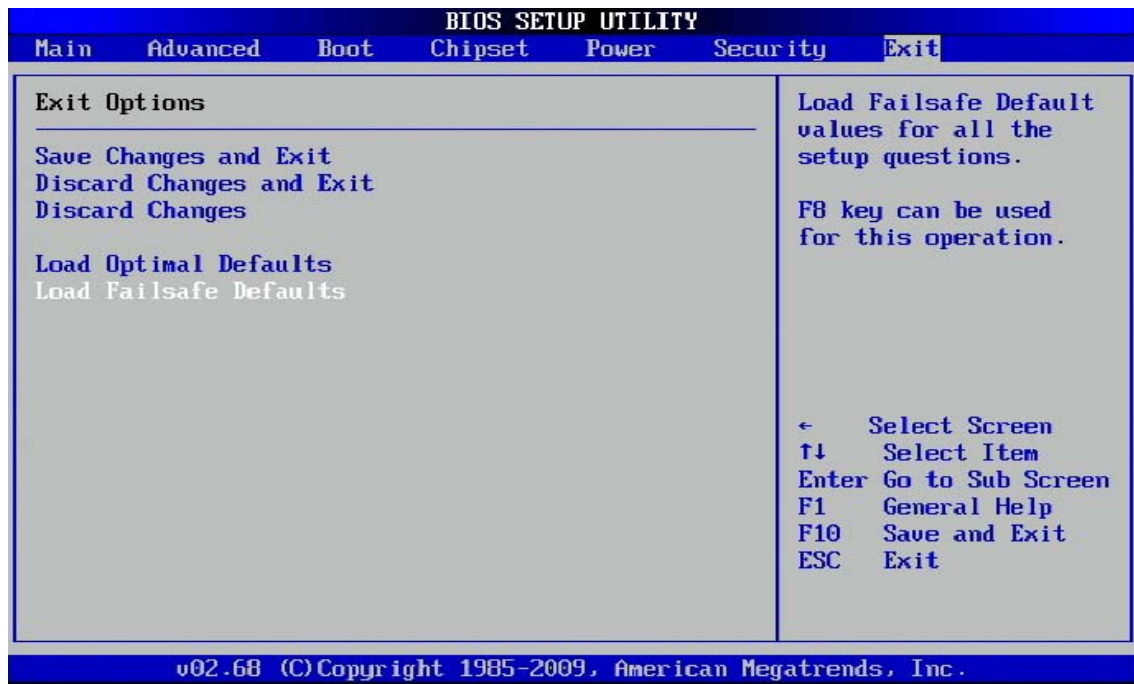 BIOS SETUP UTILITY
Main Advanced Boot Chipset Power Security Exit
Exit Options
Save Changes and Exit
Discard Changes and Exit
Discard Changes
Load Optimal Defaults
Load Failsafe Defaults
Load Failsafe Default
values for all the
setup questions.
F8 key can be used
for this operation.
← Select Screen
↑↓ Select Item
Enter Go to Sub Screen
F1 General Help
F10 Save and Exit
ESC Exit
v02.68 (C)Copyright 1985-2009, American Megatrends, Inc.